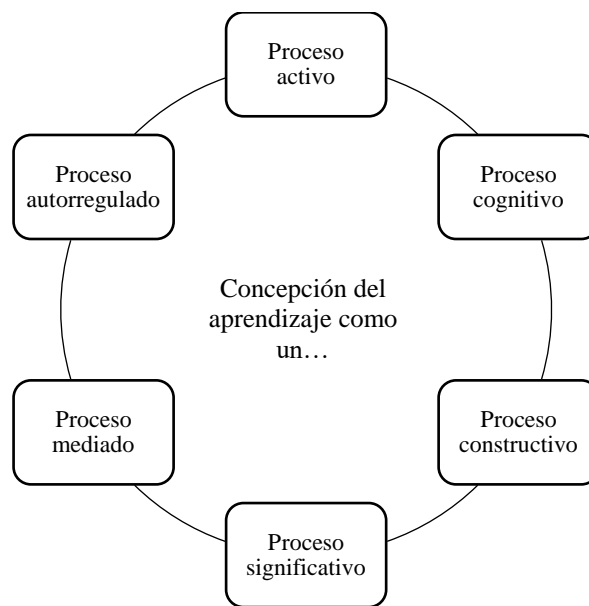 Proceso
activo
Proceso
cognitivo
Proceso
constructivo
Proceso
significativo
Proceso
mediado
Proceso
autorregulado
Concepción del
aprendizaje como
un…